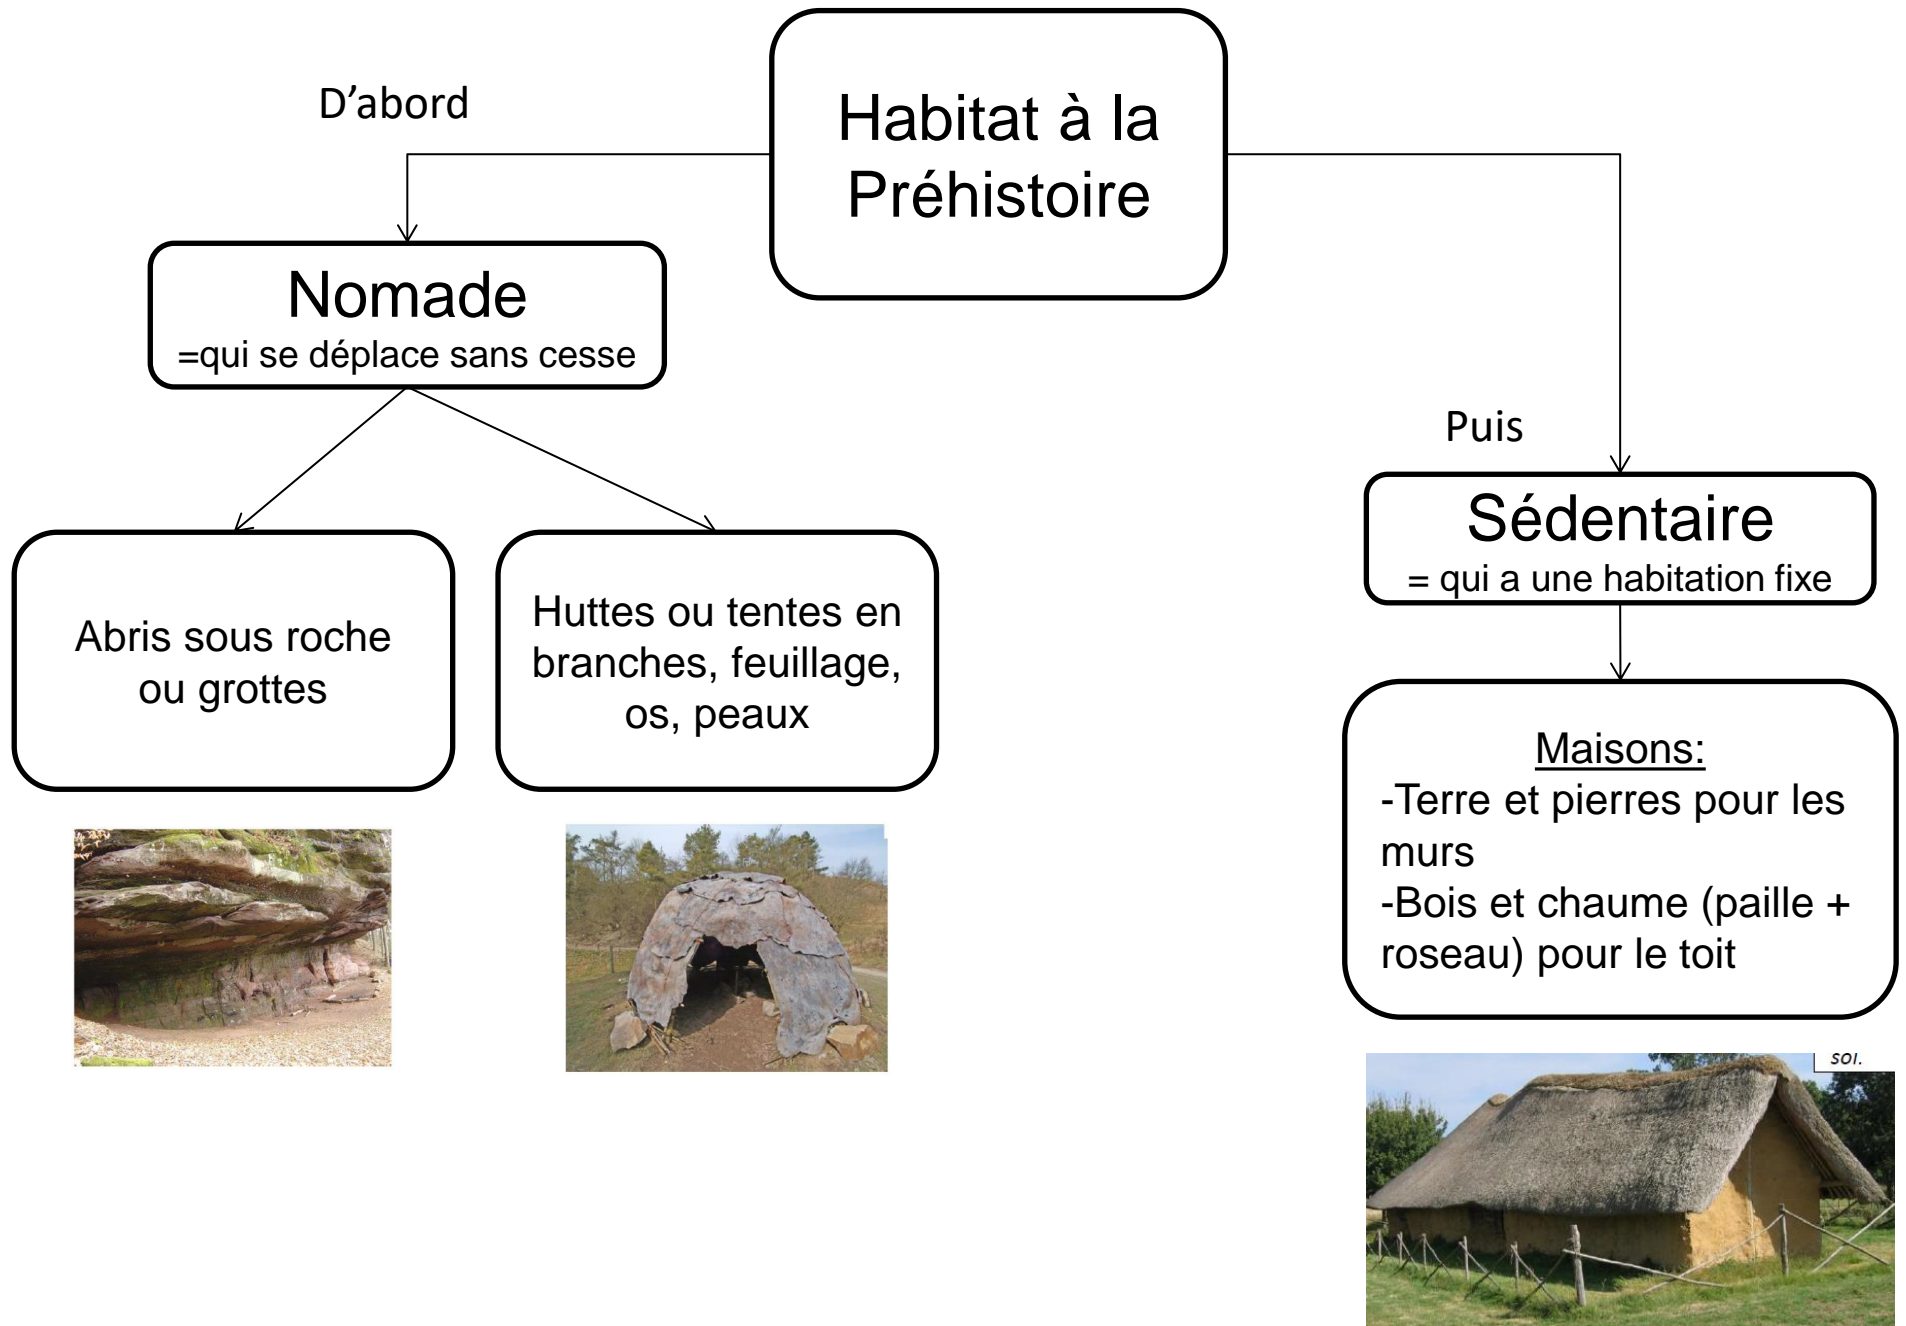 Habitat à la
Préhistoire
D'abord
Nomade
=qui se déplace sans cesse
Puis
Sédentaire
= qui a une habitation fixe
Abris sous roche
ou grottes
Huttes ou tentes en
branches, feuillage,
os, peaux
Maisons:
-Terre et pierres pour les
murs
-Bois et chaume (paille +
roseau) pour le toit
sol.